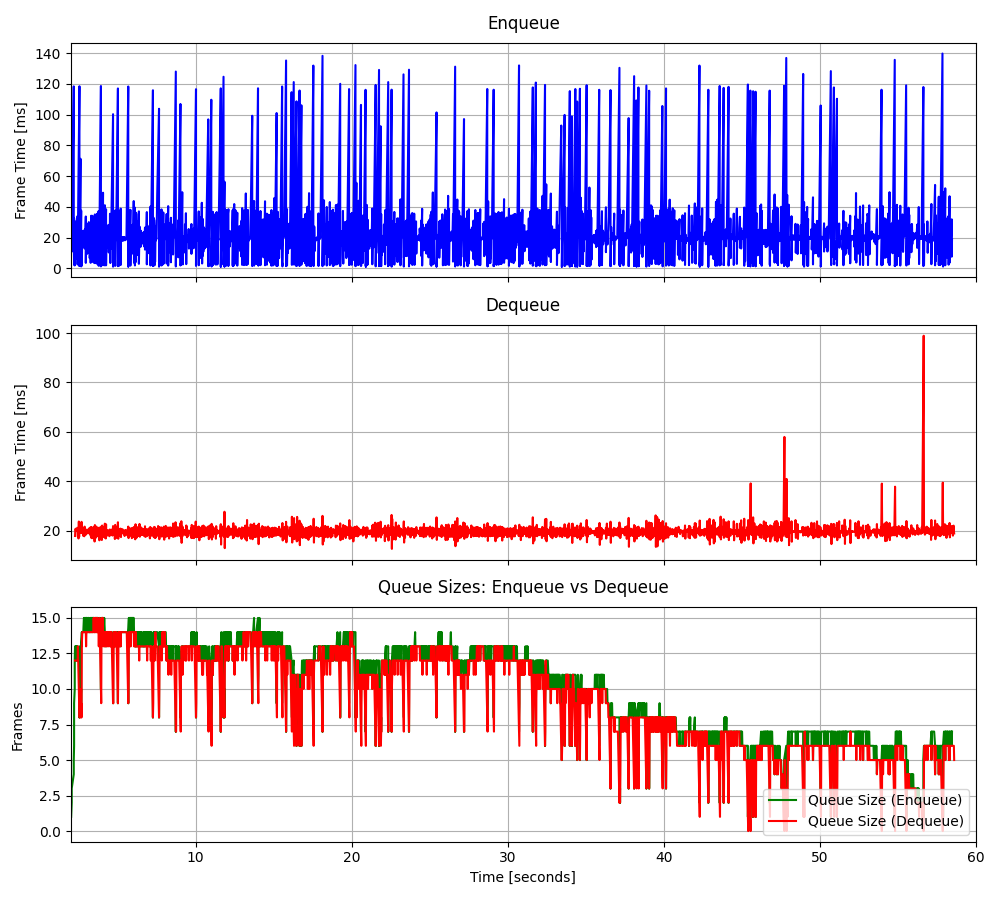 Enqueue
Frame Time [ms]
140
120
100
80
60
40
20
0
Dequeue
Frame Time [ms]
100
80
60
40
20
Queue Sizes: Enqueue vs Dequeue
Frames
15.0
12.5
10.0
7.5
5.0
2.5
0.0
Queue Size (Enqueue)
Queue Size (Dequeue)
10 20 30 40 50 60
Time [seconds]